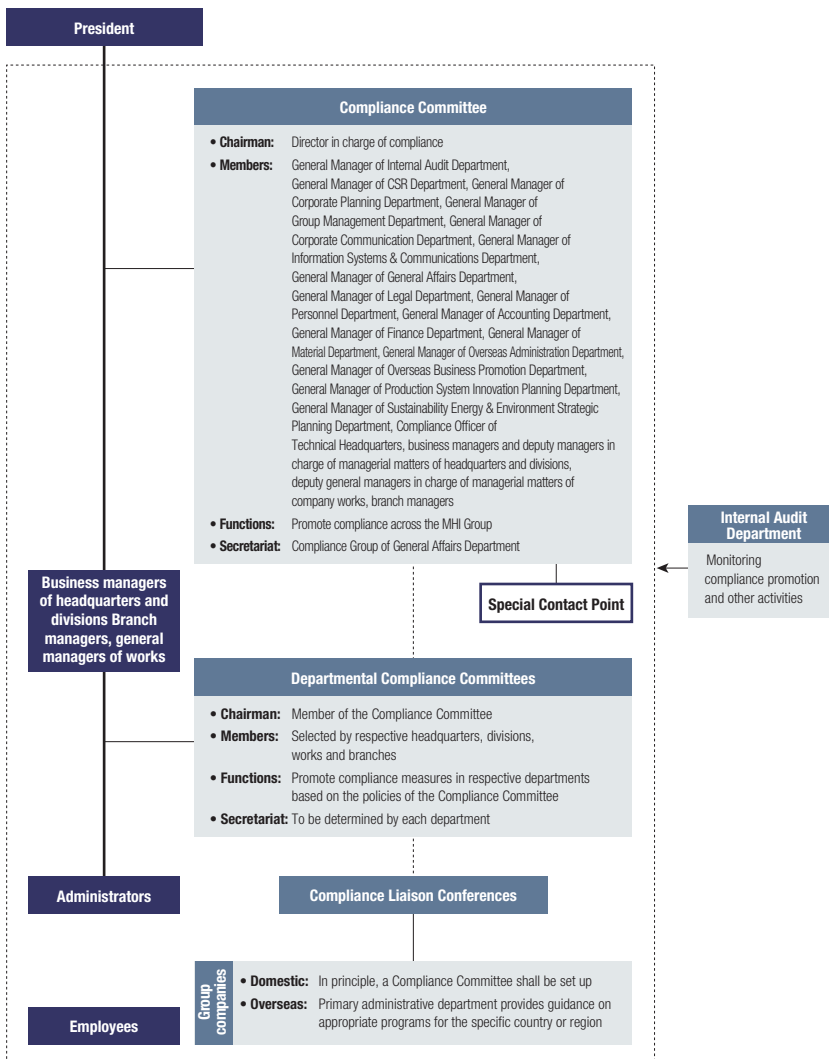 President
Compliance Committee
• Chairman: Director in charge of compliance
• Members: General Manager of Internal Audit Department,
General Manager of CSR Department, General Manager of
Corporate Planning Department, General Manager of
Group Management Department, General Manager of
Corporate Communication Department, General Manager of
Information Systems & Communications Department,
General Manager of General Affairs Department,
General Manager of Legal Department, General Manager of
Personnel Department, General Manager of Accounting Department,
General Manager of Finance Department, General Manager of
Material Department, General Manager of Overseas Administration Department,
General Manager of Overseas Business Promotion Department,
General Manager of Production System Innovation Planning Department,
General Manager of Sustainability Energy & Environment Strategic
Planning Department, Compliance Officer of
Technical Headquarters, business managers and deputy managers in
charge of managerial matters of headquarters and divisions,
deputy general managers in charge of managerial matters of
company works, branch managers
• Functions: Promote compliance across the MHI Group
• Secretariat: Compliance Group of General Affairs Department
Internal Audit
Department
Monitoring
compliance promotion
and other activities
Special Contact Point
Business managers
of headquarters and
divisions Branch
managers, general
managers of works
Departmental Compliance Committees
• Chairman: Member of the Compliance Committee
• Members: Selected by respective headquarters, divisions,
works and branches
• Functions: Promote compliance measures in respective departments
based on the policies of the Compliance Committee
• Secretariat: To be determined by each department
Administrators
Compliance Liaison Conferences
Group
companies
• Domestic: In principle, a Compliance Committee shall be set up
• Overseas: Primary administrative department provides guidance on
appropriate programs for the specific country or region
Employees